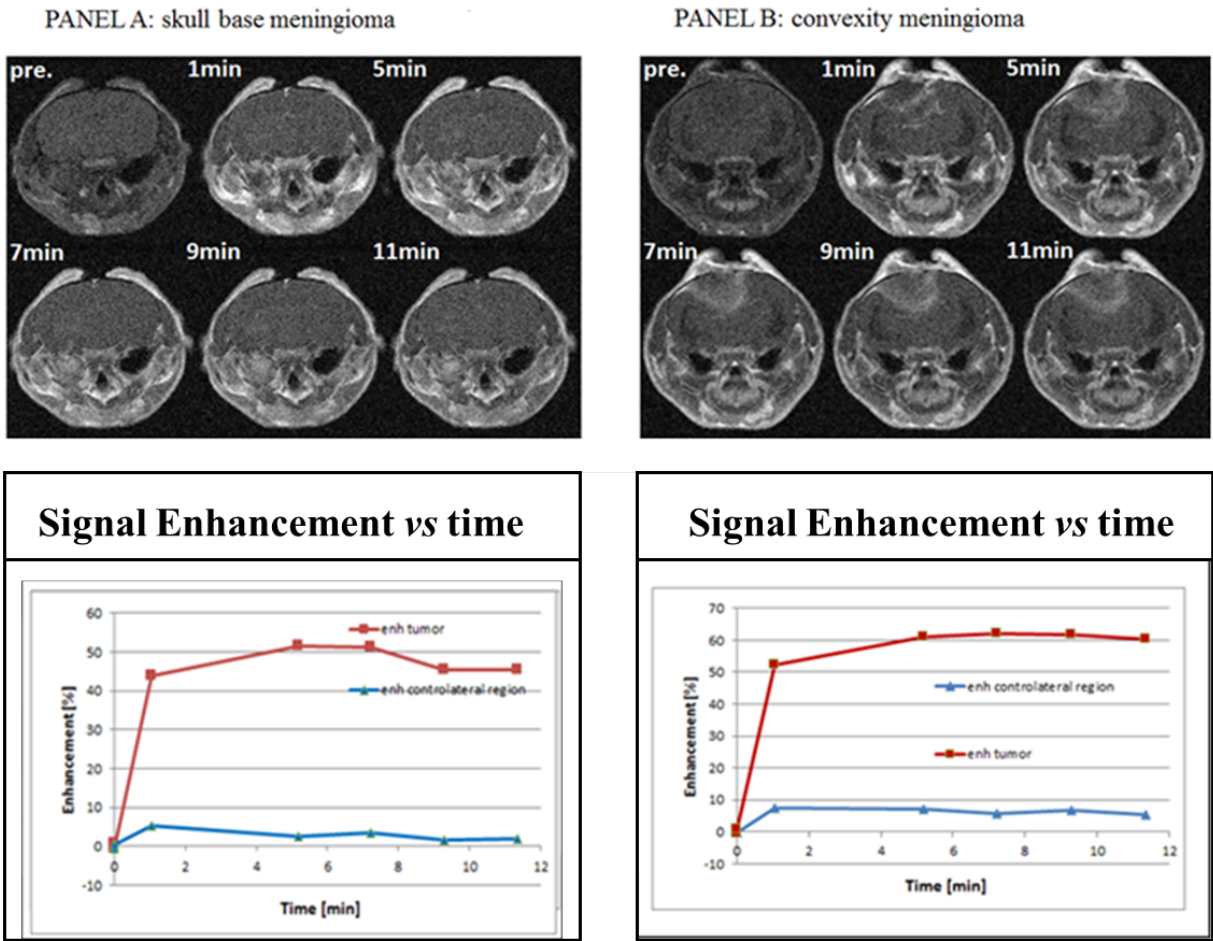 PANEL A: skull base meningioma
pre.
1min
5min
7min
9min
11min
Signal Enhancement vs time
60
50
40
30
20
10
0
-10
0
2
4
6
8
10
12
Enhancement [%]
Time [min]
enh tumor
enh controlateral region
PANEL B: convexity meningioma
pre.
1min
5min
7min
9min
11min
Signal Enhancement vs time
70
60
50
40
30
20
10
0
-10
0
2
4
6
8
10
12
Enhancement [%]
Time [min]
enh controlateral region
enh tumor